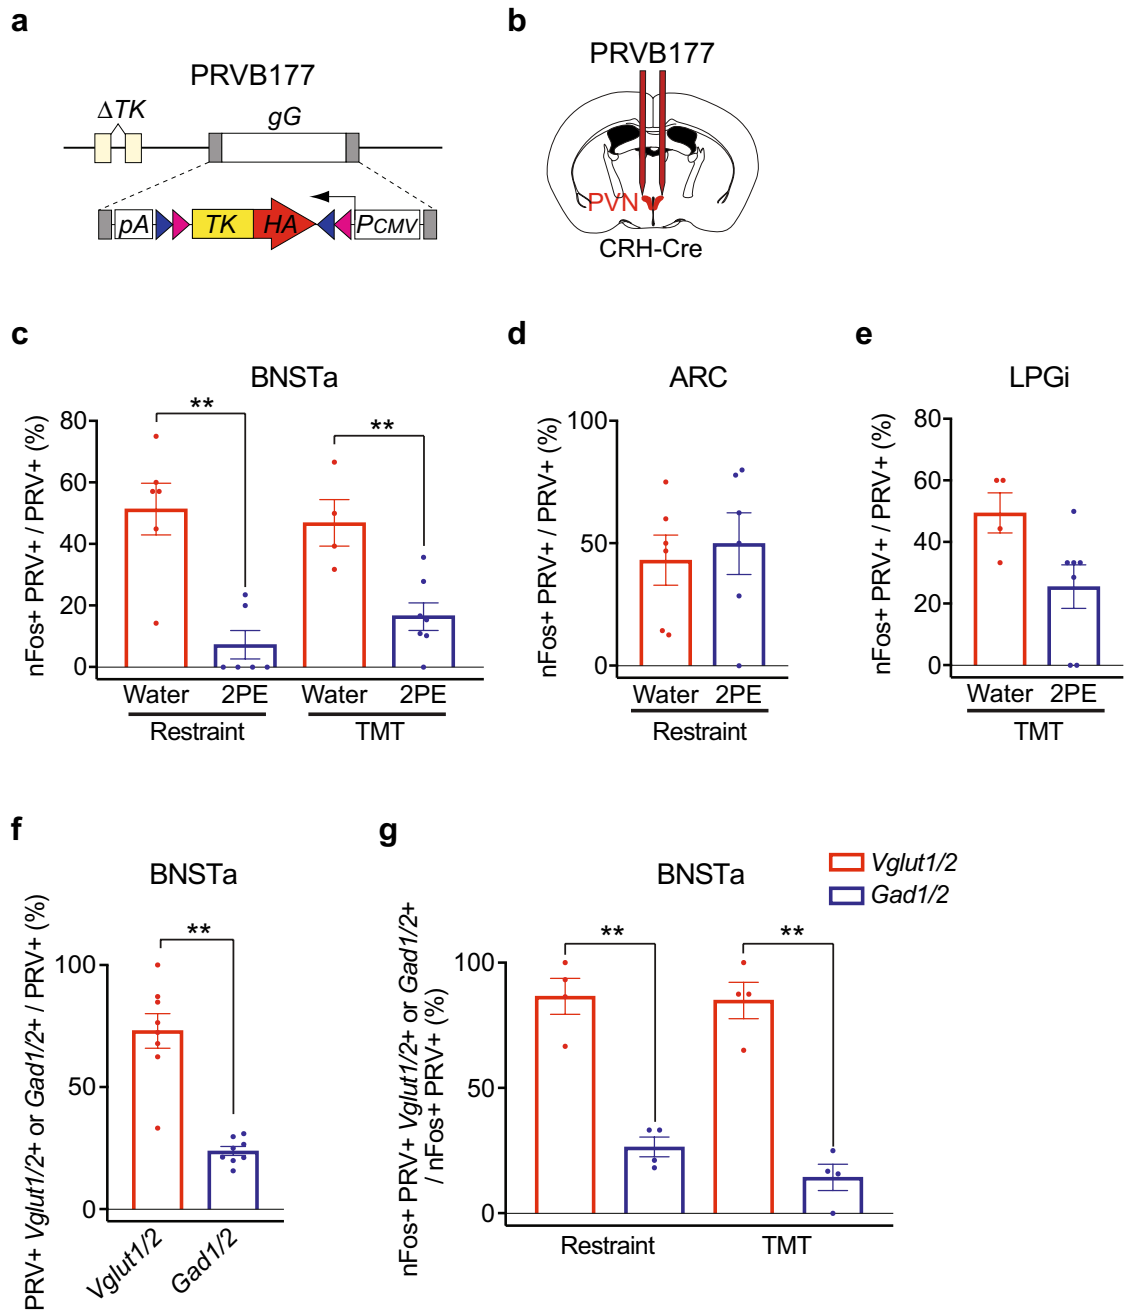 a
PRVB177
ΔTK
gG
pA
TK
HA
PCMV
b
PRVB177
PVN
CRH-Cre
c
BNSTa
nFos+ PRV+ / PRV+ (%)
80
60
40
20
0
**
**
Water 2PE Water 2PE
Restraint TMT
d
ARC
nFos+ PRV+ / PRV+ (%)
100
50
0
Water 2PE
Restraint
e
LPGi
nFos+ PRV+ / PRV+ (%)
80
60
40
20
0
Water 2PE
TMT
f
BNSTa
PRV+ Vglut1/2+ or Gad1/2+ / PRV+ (%)
100
50
0
**
Vglut1/2 Gad1/2
g
BNSTa
Vglut1/2
Gad1/2
nFos+ PRV+ Vglut1/2+ or Gad1/2+
/ nFos+ PRV+ (%)
100
50
0
**
**
Restraint TMT